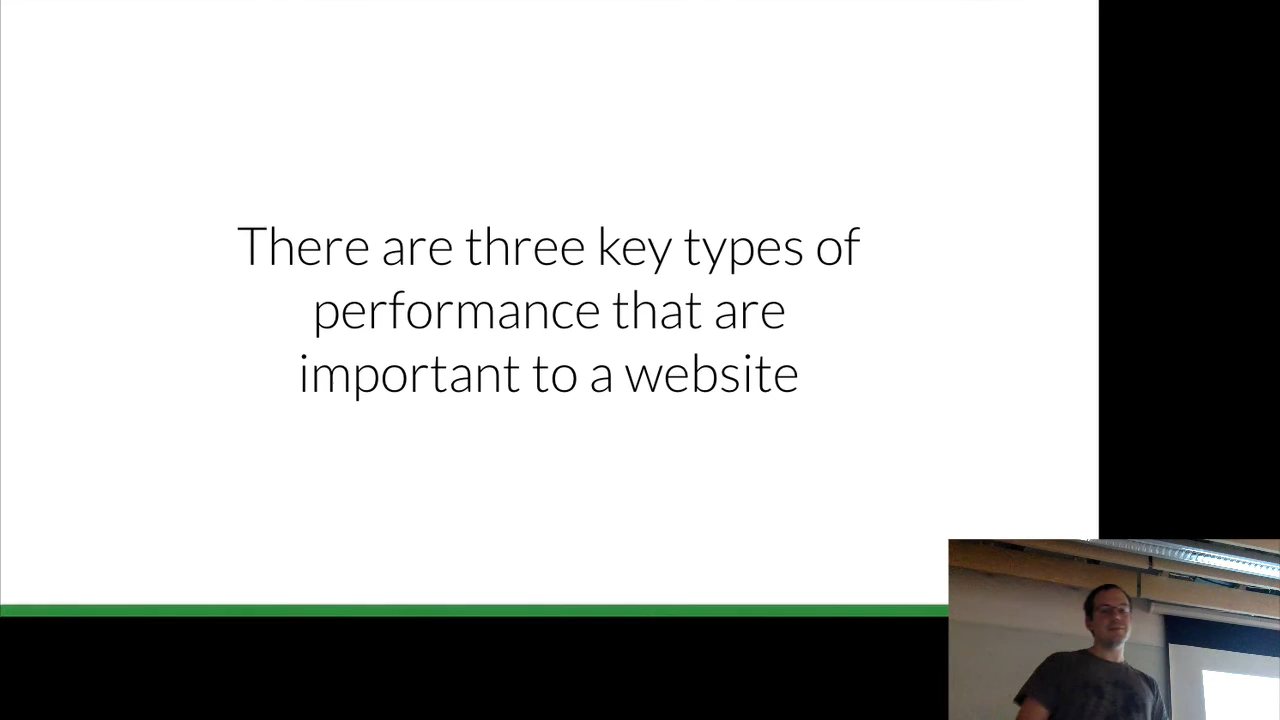 There are three key types of
performance that are
important to a website